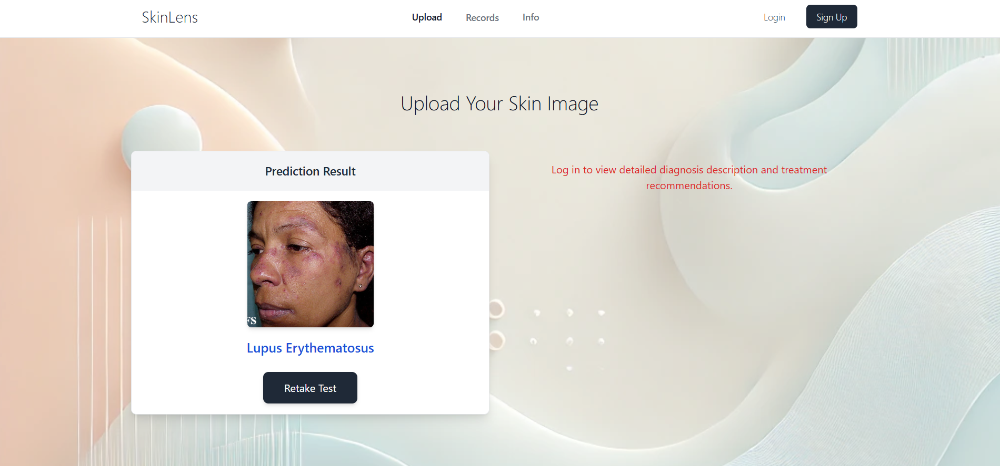 SkinLens
Upload
Records
Info
Login
Sign Up
Upload Your Skin Image
Prediction Result
Log in to view detailed diagnosis description and treatment
recommendations.
FS
Lupus Erythematosus
Retake Test